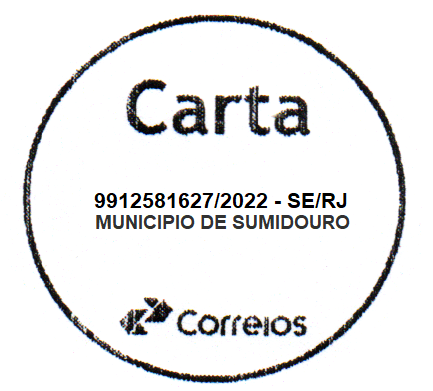 Carta
9912581627/2022 - SE/RJ
MUNICIPIO DE SUMIDOURO
Correios